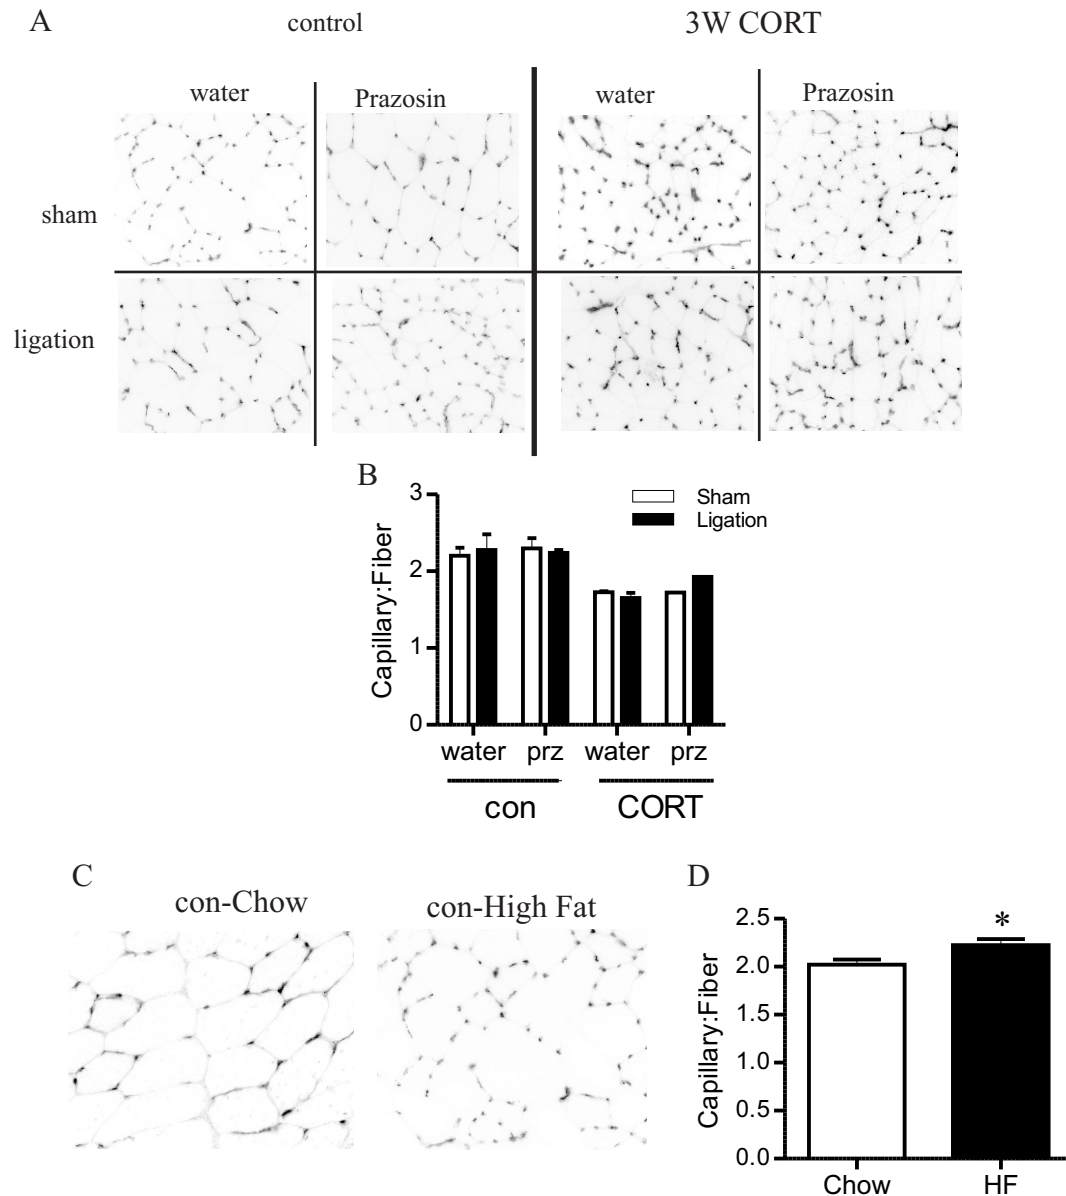 A
control
3W CORT
water
Prazosin
water
Prazosin
sham
ligation
B
3
2
1
0
Capillary:Fiber
Sham
Ligation
water
prz
water
prz
con
CORT
C
con-Chow
con-High Fat
D
2.5
2.0
1.5
1.0
0.5
0.0
Capillary:Fiber
*
Chow
HF